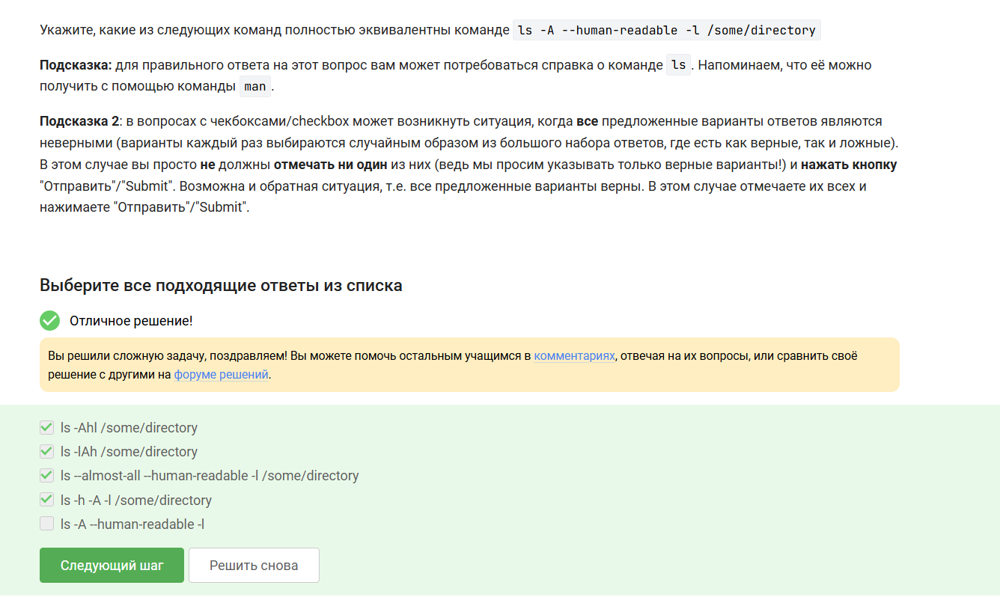 Укажите, какие из следующих команд полностью эквивалентны команде ls -A --human-readable -l /some/directory
Подсказка: для правильного ответа на этот вопрос вам может потребоваться справка о команде ls. Напоминаем, что её можно
получить с помощью команды man.
Подсказка 2: в вопросах с чекбоксами/checkbox может возникнуть ситуация, когда все предложенные варианты ответов являются
неверными (варианты каждый раз выбираются случайным образом из большого набора ответов, где есть как верные, так и ложные).
В этом случае вы просто не должны отмечать ни один из них (ведь мы просим указывать только верные варианты!) и нажать кнопку
"Отправить"/"Submit". Возможна и обратная ситуация, т.е. все предложенные варианты верны. В этом случае отмечаете их всех и
нажимаете "Отправить"/"Submit".
Выберите все подходящие ответы из списка
Отличное решение!
Вы решили сложную задачу, поздравляем! Вы можете помочь остальным учащимся в комментариях, отвечая на их вопросы, или сравнить своё
решение с другими на форуме решений.
ls -Ahl /some/directory
ls -lAh /some/directory
ls --almost-all --human-readable -l /some/directory
ls -h -A -l /some/directory
ls -A --human-readable -l
Следующий шаг
Решить снова